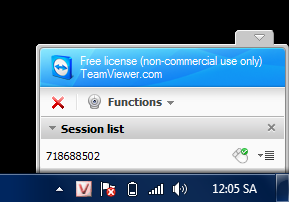 Free license (non-commercial use only)
TeamViewer.com
Functions
Session list
718688502
V
12:05 SA